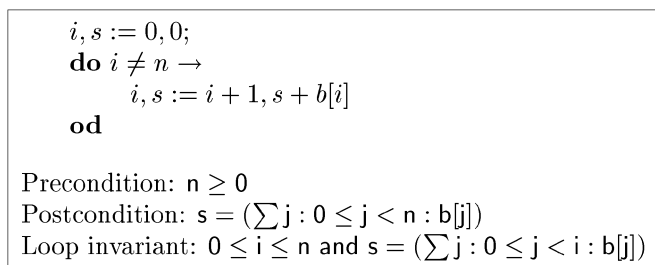 i, s := 0, 0;
do i ≠ n →
i, s := i + 1, s + b[i]
od
Precondition: n ≥ 0
Postcondition: s = (∑ j : 0 ≤ j < n : b[j])
Loop invariant: 0 ≤ i ≤ n and s = (∑ j : 0 ≤ j < i : b[j])